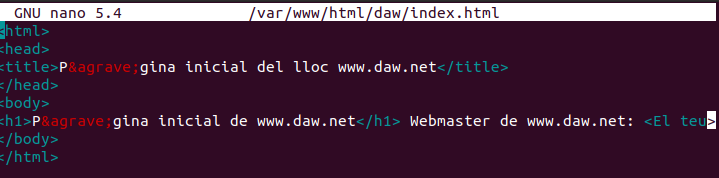 GNU nano 5.4 /var/www/html/daw/index.html
<html>
<head>
<title>P&agrave;gina inicial del lloc www.daw.net</title>
</head>
<body>
<h1>P&agrave;gina inicial de www.daw.net</h1> Webmaster de www.daw.net: <El teu>
</body>
</html>